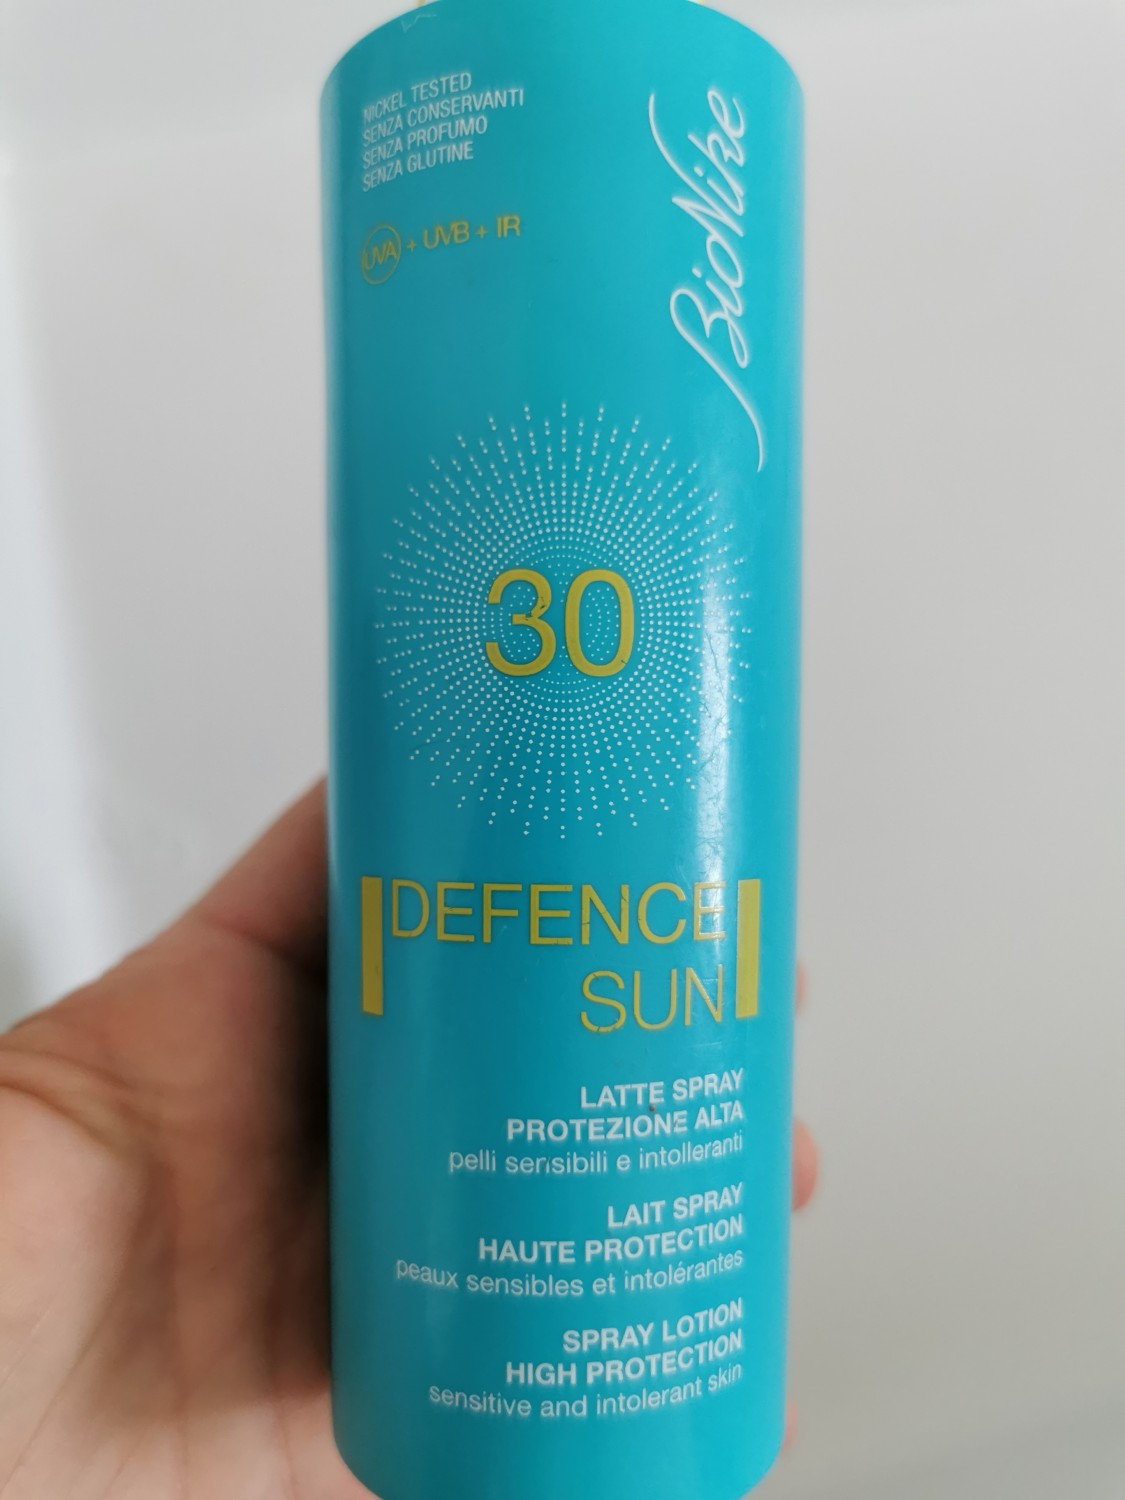 NICKEL TESTED
SENZA CONSERVANTI
SENZA PROFUMO
SENZA GLUTINE
UVA + UVB + IR
BioNike
30
DEFENCE
SUN
LATTE SPRAY
PROTEZIONE ALTA
pelli sensibili e intolleranti
LAIT SPRAY
HAUTE PROTECTION
peaux sensibles et intolérantes
SPRAY LOTION
HIGH PROTECTION
sensitive and intolerant skin